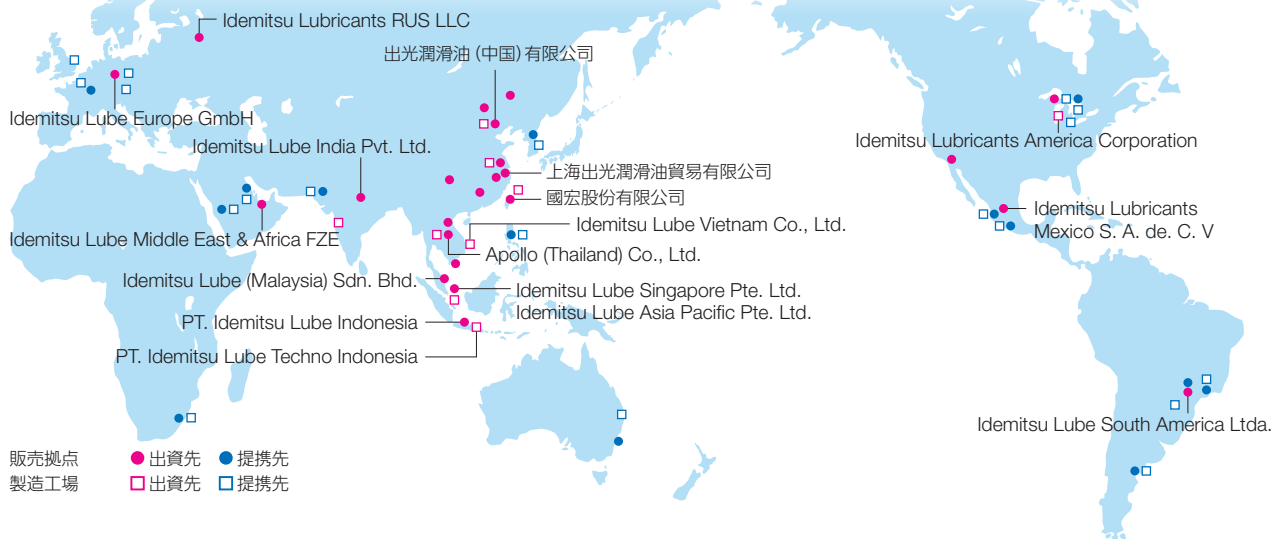 Idemitsu Lubricants RUS LLC
出光潤滑油（中国）有限公司
Idemitsu Lube Europe GmbH
Idemitsu Lube India Pvt. Ltd.
Idemitsu Lubricants America Corporation
上海出光潤滑油貿易有限公司
國宏股份有限公司
Idemitsu Lubricants
Mexico S. A. de. C. V
Idemitsu Lube Vietnam Co., Ltd.
Idemitsu Lube Middle East & Africa FZE
Apollo (Thailand) Co., Ltd.
Idemitsu Lube (Malaysia) Sdn. Bhd.
Idemitsu Lube Singapore Pte. Ltd.
Idemitsu Lube Asia Pacific Pte. Ltd.
PT. Idemitsu Lube Indonesia
PT. Idemitsu Lube Techno Indonesia
Idemitsu Lube South America Ltda.
販売拠点 出資先 提携先
製造工場 出資先 提携先